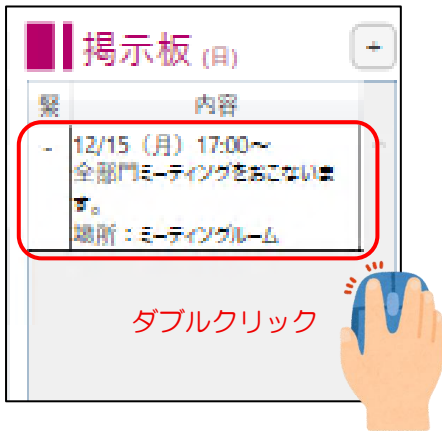 掲示板 (日)
+
緊 内容
- 12/15（月）17:00～
全部門ミーティングをおこないま
す。
場所：ミーティングルーム
ダブルクリック